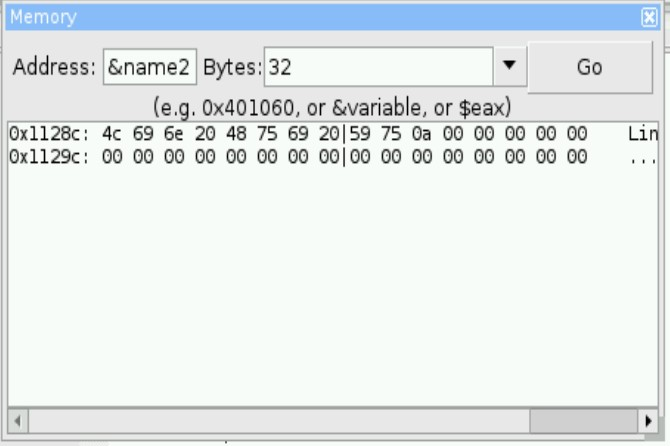 Memory
Address: &name2 Bytes: 32 Go
(e.g. 0x401060, or &variable, or $eax)
0x1128c: 4c 69 6e 20 48 75 69 20|59 75 0a 00 00 00 00 00 Lin
0x1129c: 00 00 00 00 00 00 00 00|00 00 00 00 00 00 00 00 ...